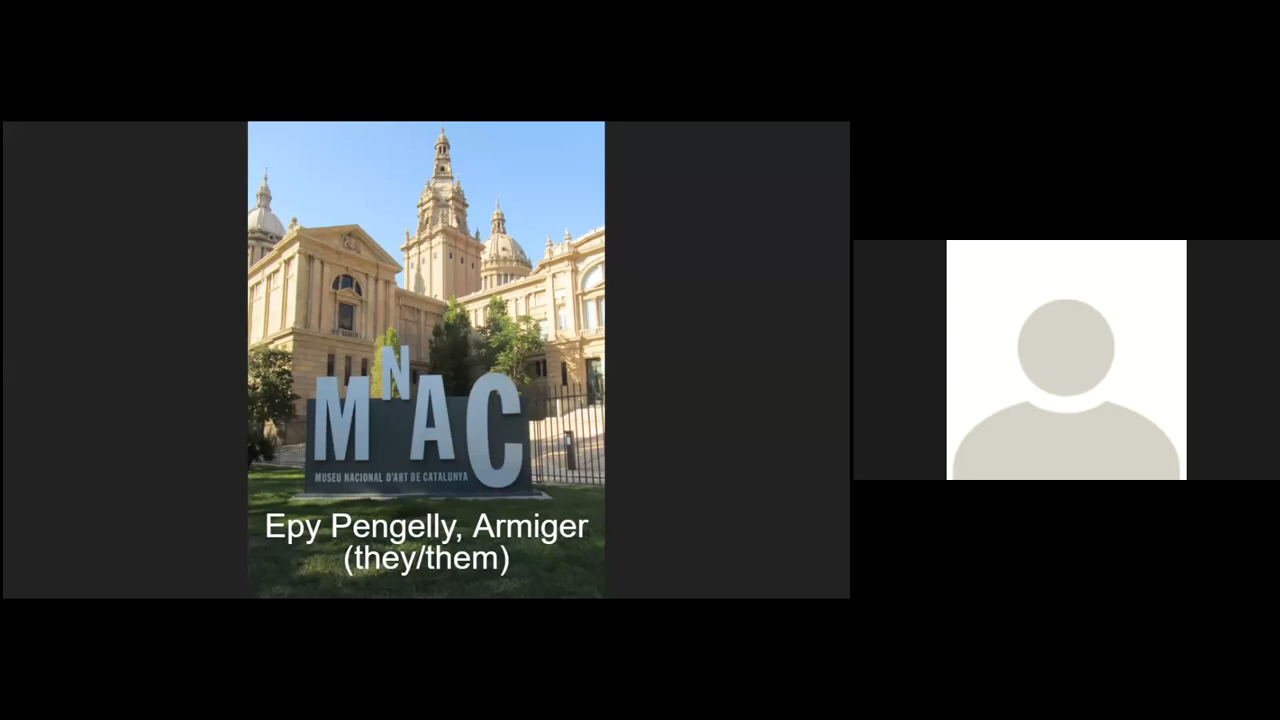 MNAC
MUSEU NACIONAL D'ART DE CATALUNYA
Epy Pengelly, Armiger
(they/them)